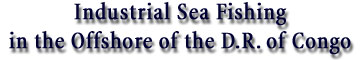 Industrial Sea Fishing
in the Offshore of the D.R. of Congo